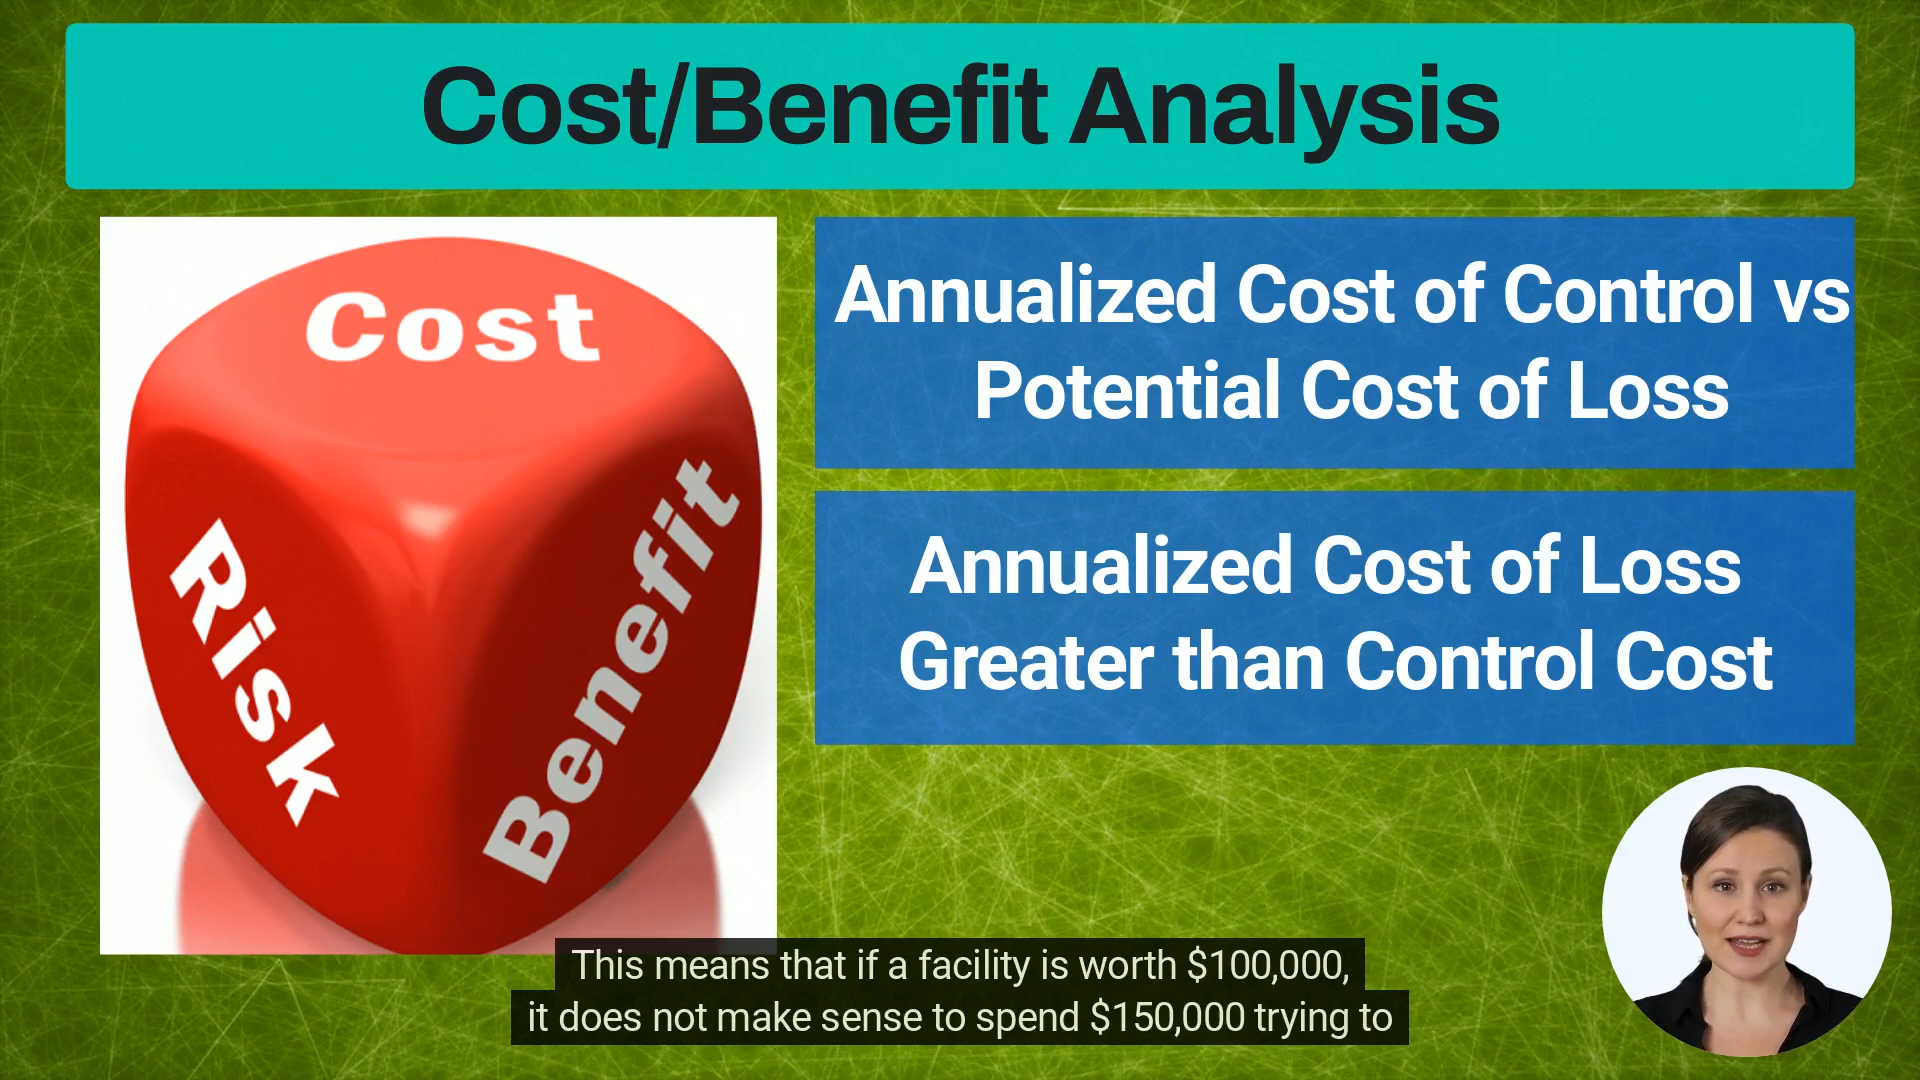 Cost/Benefit Analysis
Cost
Risk
Benefit
Annualized Cost of Control vs
Potential Cost of Loss
Annualized Cost of Loss
Greater than Control Cost
This means that if a facility is worth $100,000,
it does not make sense to spend $150,000 trying to